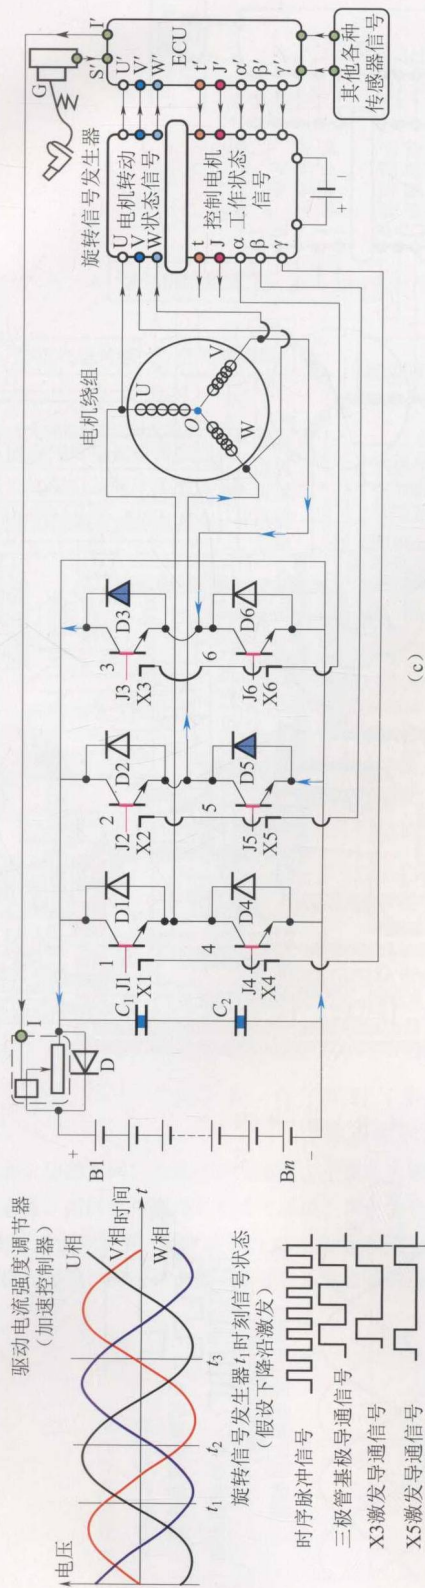 驱动电流强度调节器
(加速控制器)
电压
U相
V相时间
W相
t
t₁
t₂
t₃
旋转信号发生器t₁时刻信号状态
(假设下降沿激发)
时序脉冲信号
三极管基极导通信号
X3激发导通信号
X5激发导通信号
I
D
+
B1
Bn
−
C₁
C₂
1
J1
X1
D1
2
J2
X2
D2
3
J3
X3
D3
4
J4
X4
D4
5
J5
X5
D5
6
J6
X6
D6
电机绕组
U
O
V
W
旋转信号发生器
U
V
W
电机转动
状态信号
t
J
α
β
γ
控制电机
工作状态
信号
+
−
G
S′
I′
U′
V′
W′
ECU
t′
J′
α′
β′
γ′
其他各种
传感器信号
(c)